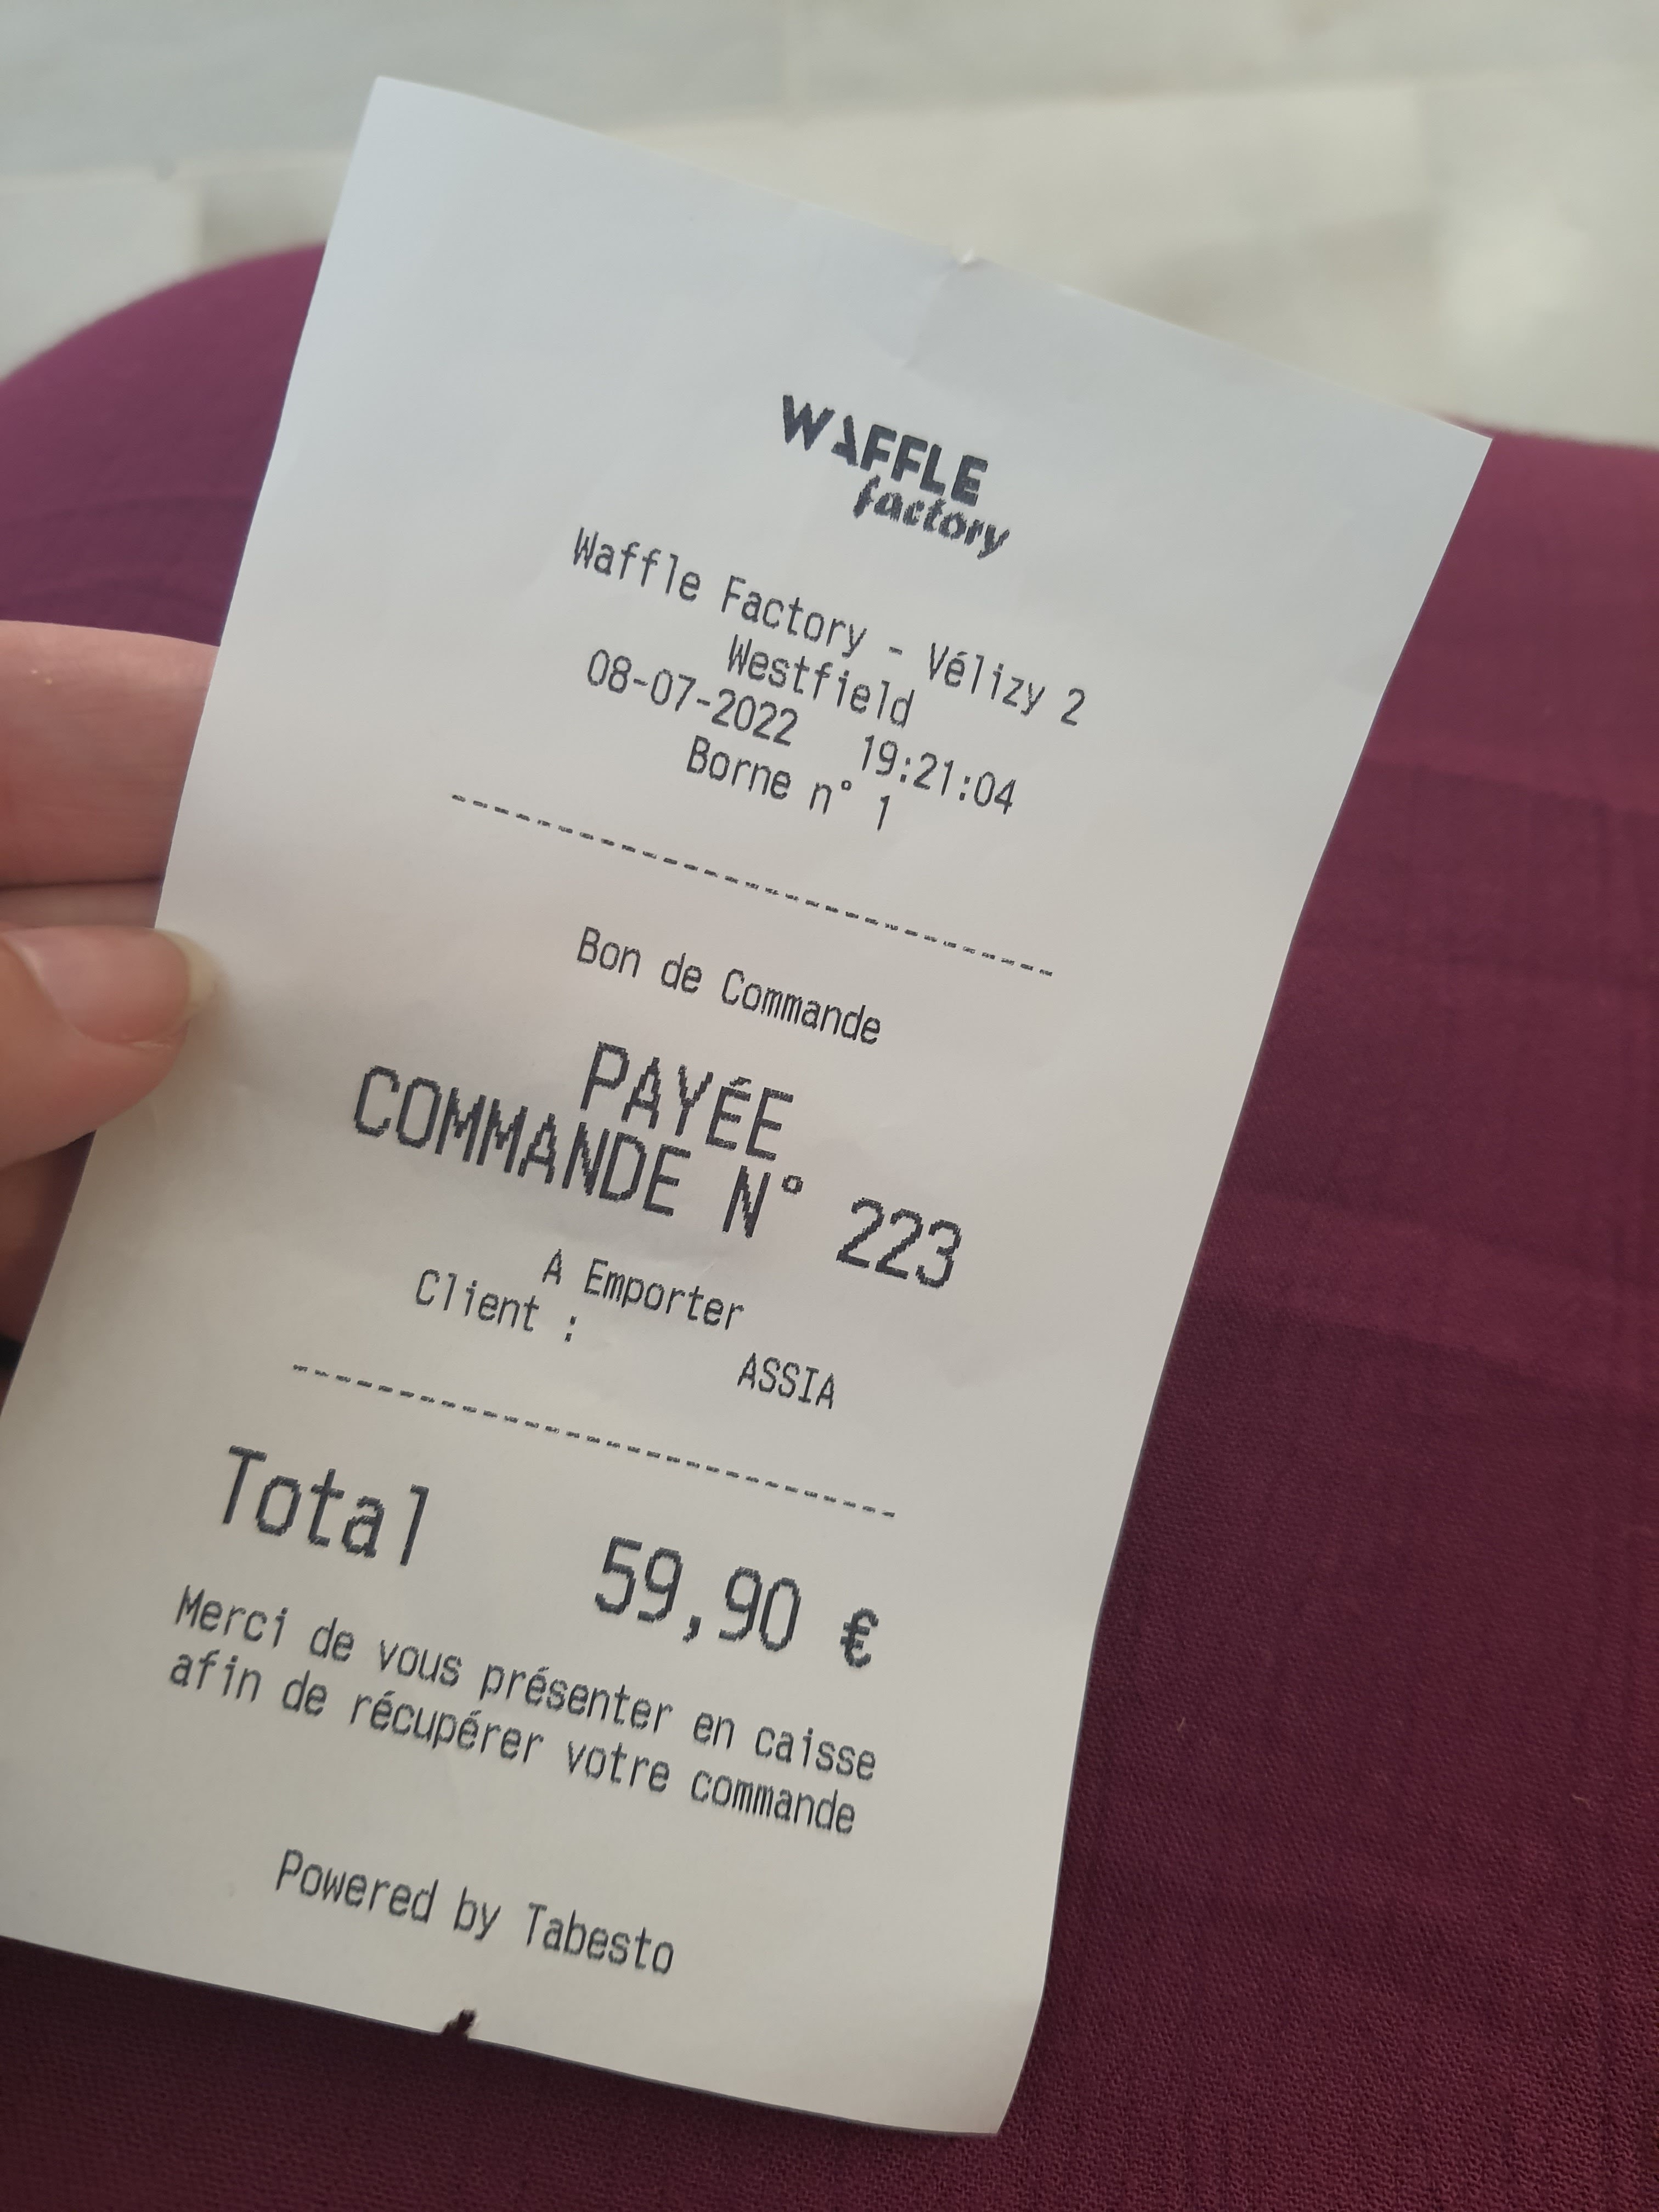 WAFFLE
factory
Waffle Factory - Vélizy 2
Westfield
08-07-2022 19:21:04
Borne n° 1
----------------------------------
Bon de Commande
PAYÉE
COMMANDE N° 223
A Emporter
Client : ASSIA
----------------------------------
Total 59,90 €
Merci de vous présenter en caisse
afin de récupérer votre commande
Powered by Tabesto